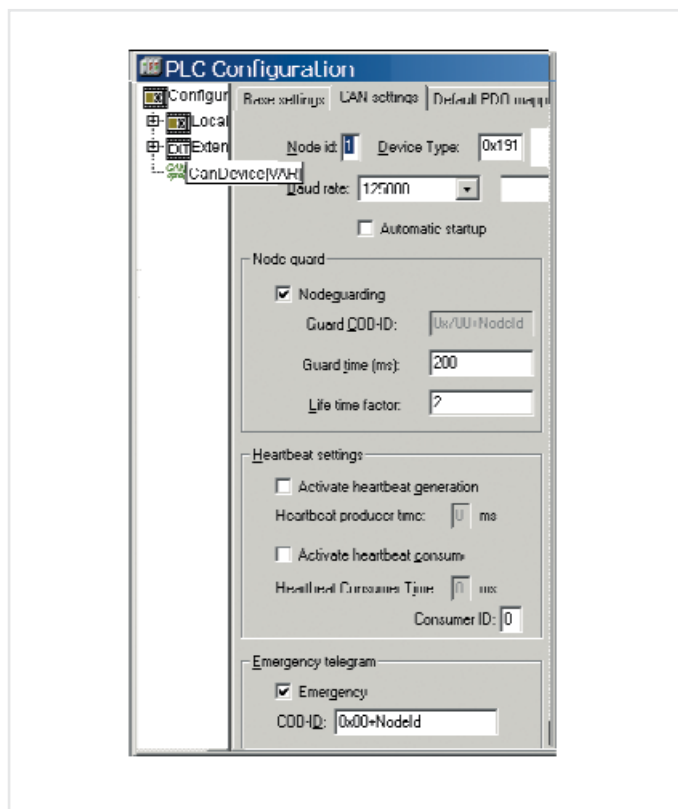 PLC Configuration
Configur
Local
Exten
CanDevice[VAR]
Base settings
CAN settings
Default PDO mapp
Node id: 1 Device Type: 0x191
Baud rate: 125000
Automatic startup
Node guard
Nodeguarding
Guard COB-ID: 0x700+NodeId
Guard time (ms): 200
Life time factor: 2
Heartbeat settings
Activate heartbeat generation
Heartbeat producer time: 0 ms
Activate heartbeat consum
Heartbeat Consumer Time 0 ms
Consumer ID: 0
Emergency telegram
Emergency
COB-ID: 0x80+NodeId